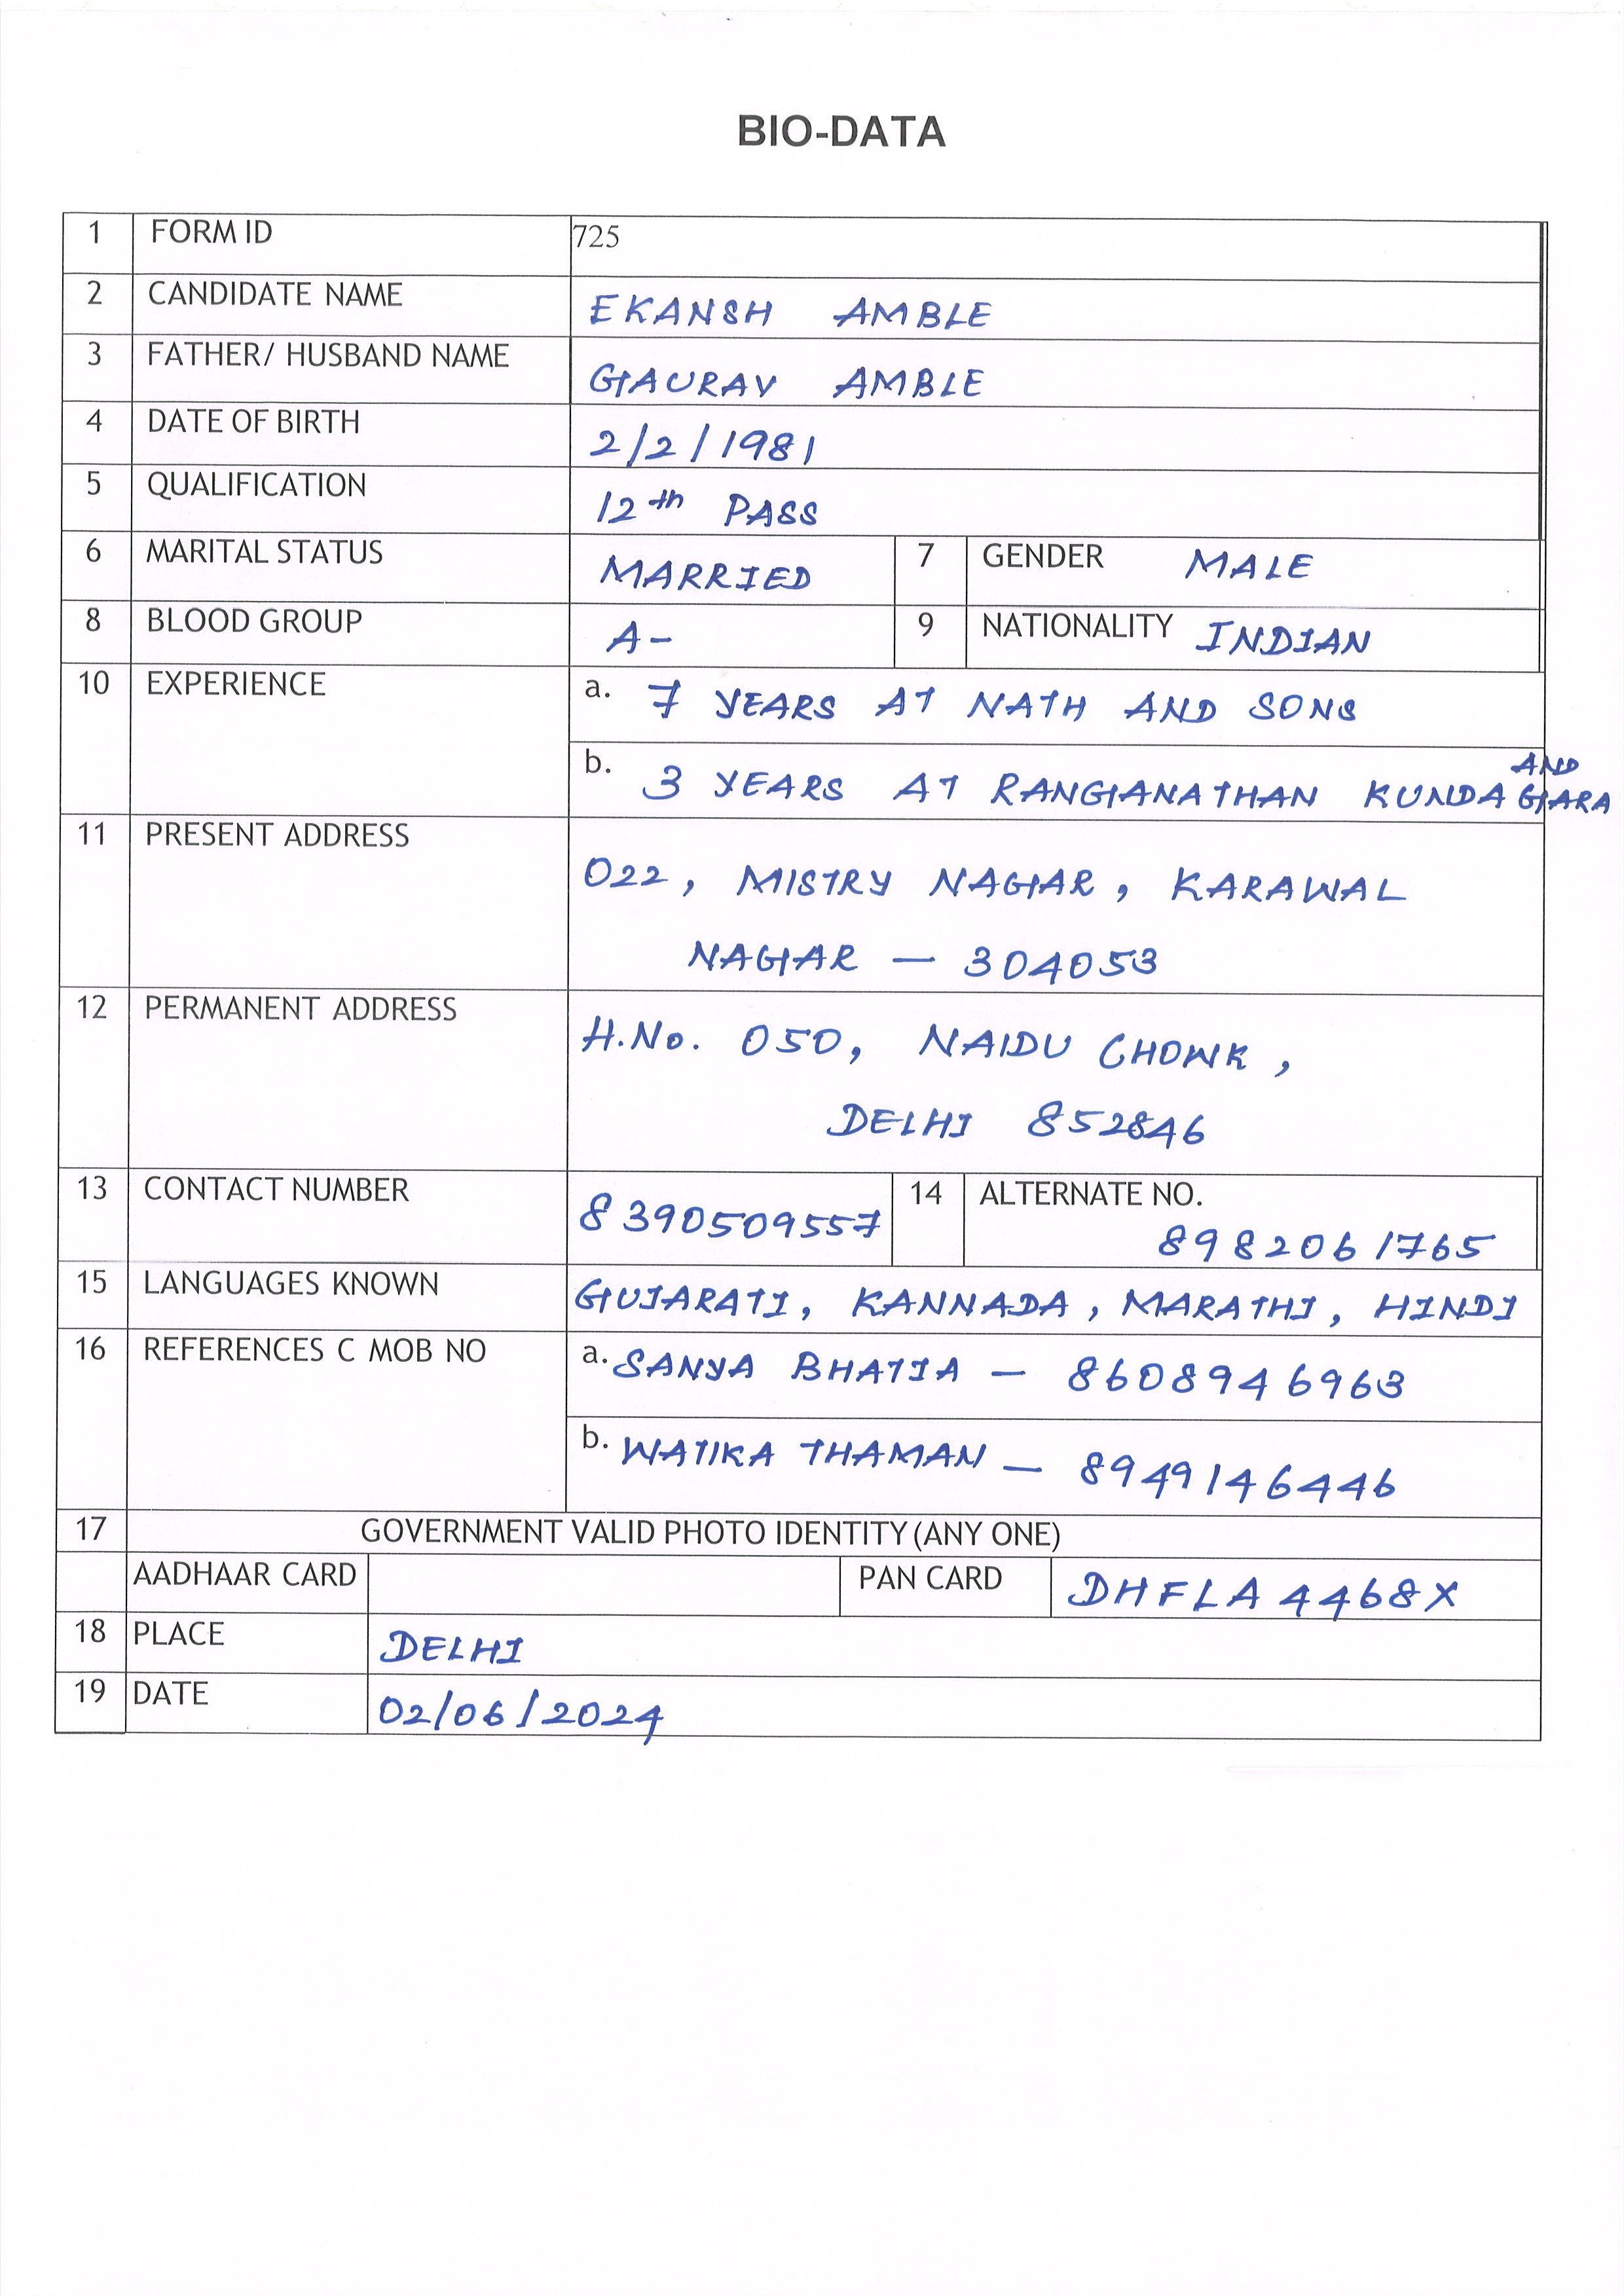 BIO-DATA
1 FORM ID 725
2 CANDIDATE NAME EKANSH AMBLE
3 FATHER/ HUSBAND NAME GAURAV AMBLE
4 DATE OF BIRTH 2/2/1981
5 QUALIFICATION 12th PASS
6 MARITAL STATUS MARRIED 7 GENDER MALE
8 BLOOD GROUP A- 9 NATIONALITY INDIAN
10 EXPERIENCE a. 7 YEARS AT NATH AND SONS
AND
b. 3 YEARS AT RANGANATHAN KUNDA GARA
11 PRESENT ADDRESS 022, MISTRY NAGAR, KARAWAL
NAGAR — 304053
12 PERMANENT ADDRESS H.No. 050, NAIDU CHOWK,
DELHI 852846
13 CONTACT NUMBER 8390509557 14 ALTERNATE NO.
8982061765
15 LANGUAGES KNOWN GUJARATI, KANNADA, MARATHI, HINDI
16 REFERENCES C MOB NO a. SANYA BHATIA — 8608946963
b. WATIKA THAMAN — 8949146446
17 GOVERNMENT VALID PHOTO IDENTITY (ANY ONE)
AADHAAR CARD PAN CARD DHFLA4468X
18 PLACE DELHI
19 DATE 02/06/2024